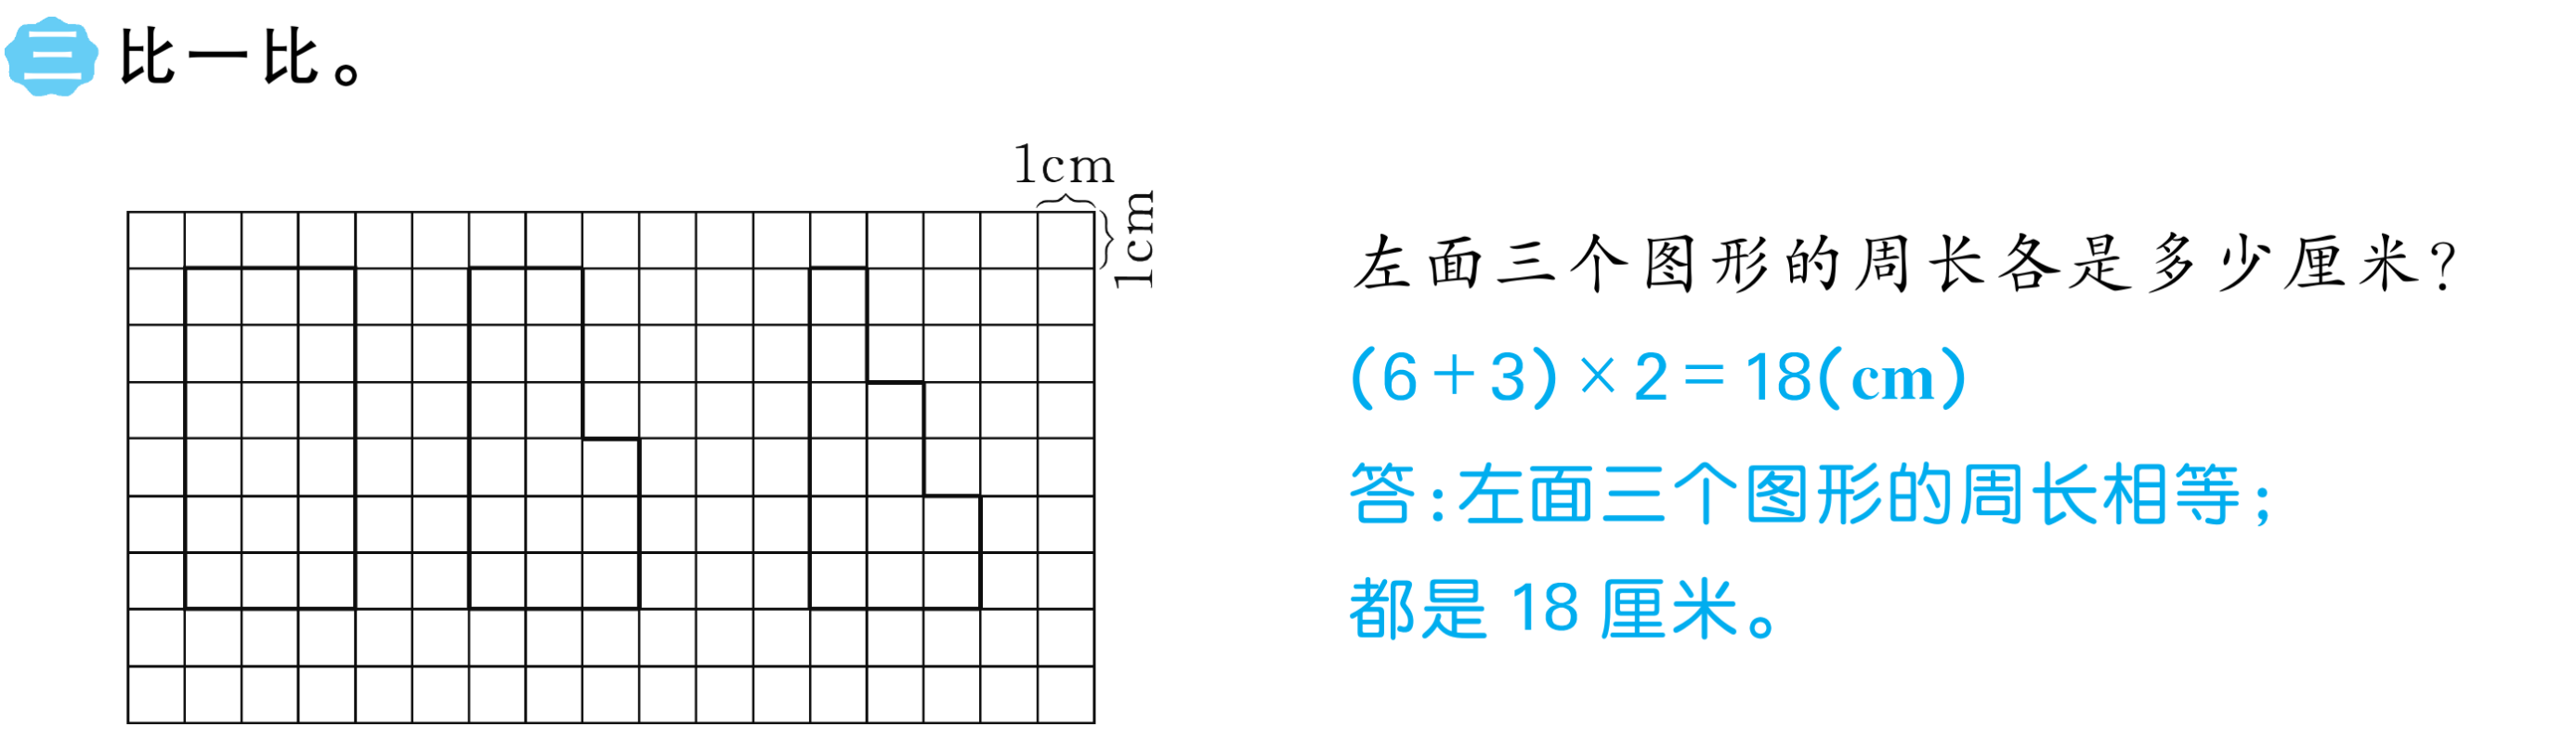 三 比一比。
1cm
1cm
左面三个图形的周长各是多少厘米?
(6+3)×2=18(cm)
答:左面三个图形的周长相等;
都是 18 厘米。